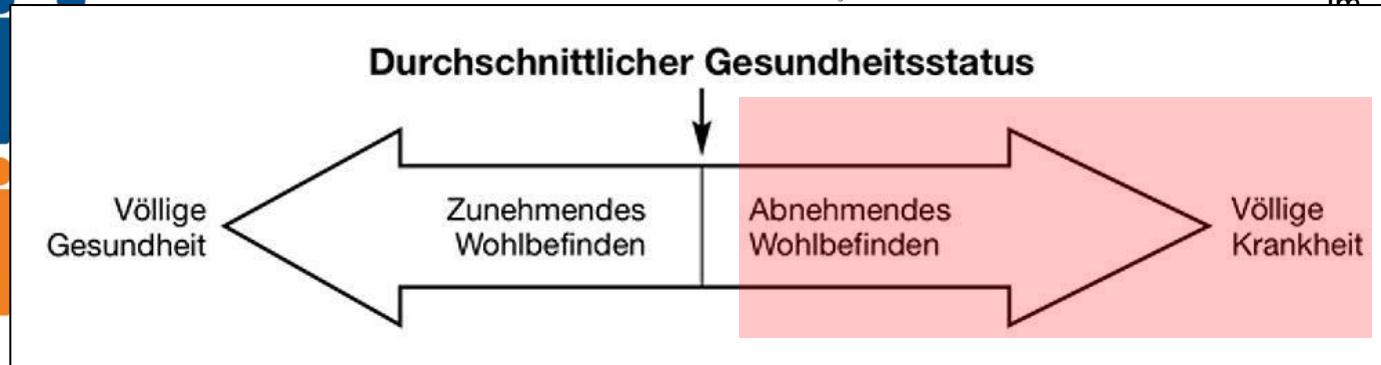 Durchschnittlicher Gesundheitsstatus
Völlige
Gesundheit
Zunehmendes
Wohlbefinden
Abnehmendes
Wohlbefinden
Völlige
Krankheit